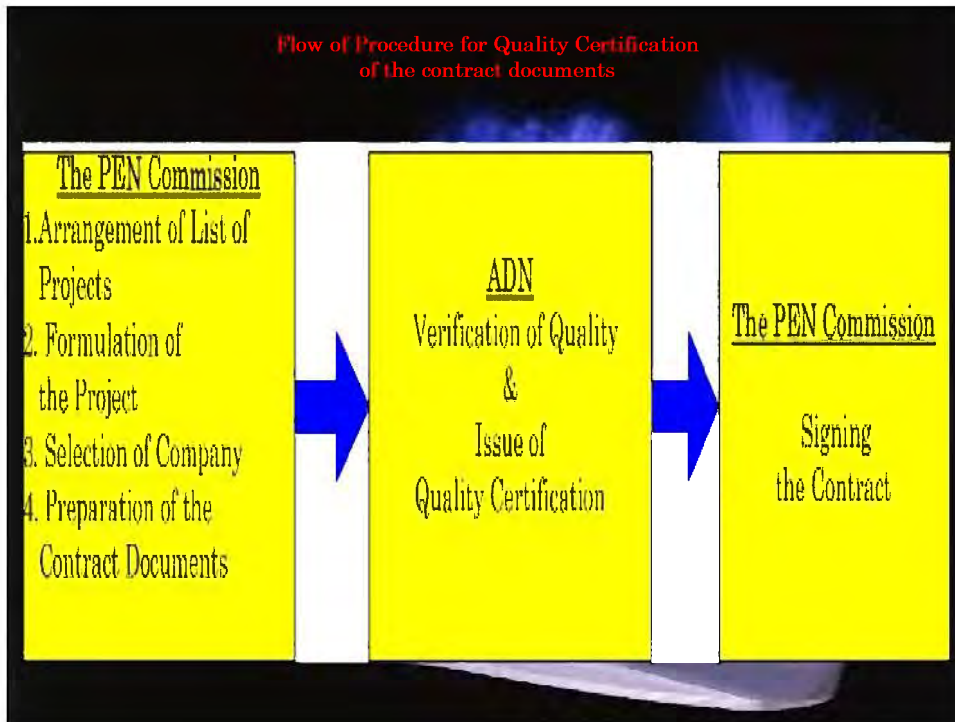 Flow of Procedure for Quality Certification
of the contract documents
The PEN Commission
1.Arrangement of List of
Projects
2. Formulation of
the Project
3. Selection of Company
4. Preparation of the
Contract Documents
ADN
Verification of Quality
&
Issue of
Quality Certification
The PEN Commission
Signing
the Contract